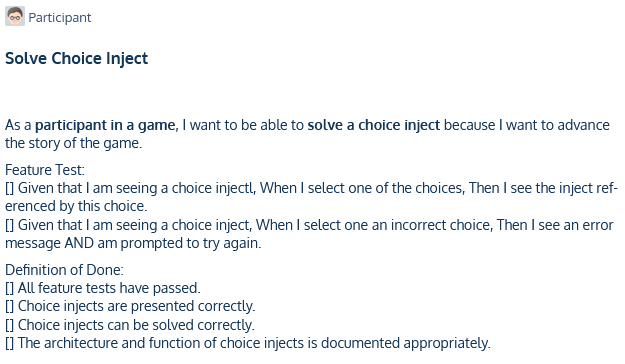 Participant
Solve Choice Inject
As a participant in a game, I want to be able to solve a choice inject because I want to advance
the story of the game.
Feature Test:
[] Given that I am seeing a choice injectl, When I select one of the choices, Then I see the inject ref-
erenced by this choice.
[] Given that I am seeing a choice inject, When I select one an incorrect choice, Then I see an error
message AND am prompted to try again.
Definition of Done:
[] All feature tests have passed.
[] Choice injects are presented correctly.
[] Choice injects can be solved correctly.
[] The architecture and function of choice injects is documented appropriately.